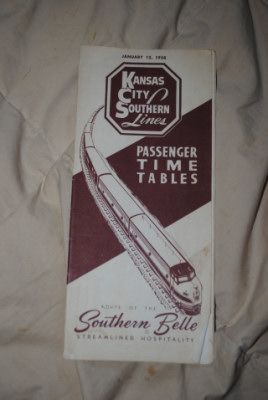 JANUARY 15, 1958
KANSAS
CITY
SOUTHERN
Lines
PASSENGER
TIME
TABLES
ROUTE OF THE
Southern Belle
STREAMLINED HOSPITALITY